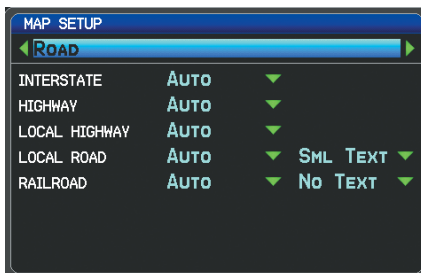 MAP SETUP
ROAD
INTERSTATE AUTO
HIGHWAY AUTO
LOCAL HIGHWAY AUTO
LOCAL ROAD AUTO SML TEXT
RAILROAD AUTO NO TEXT